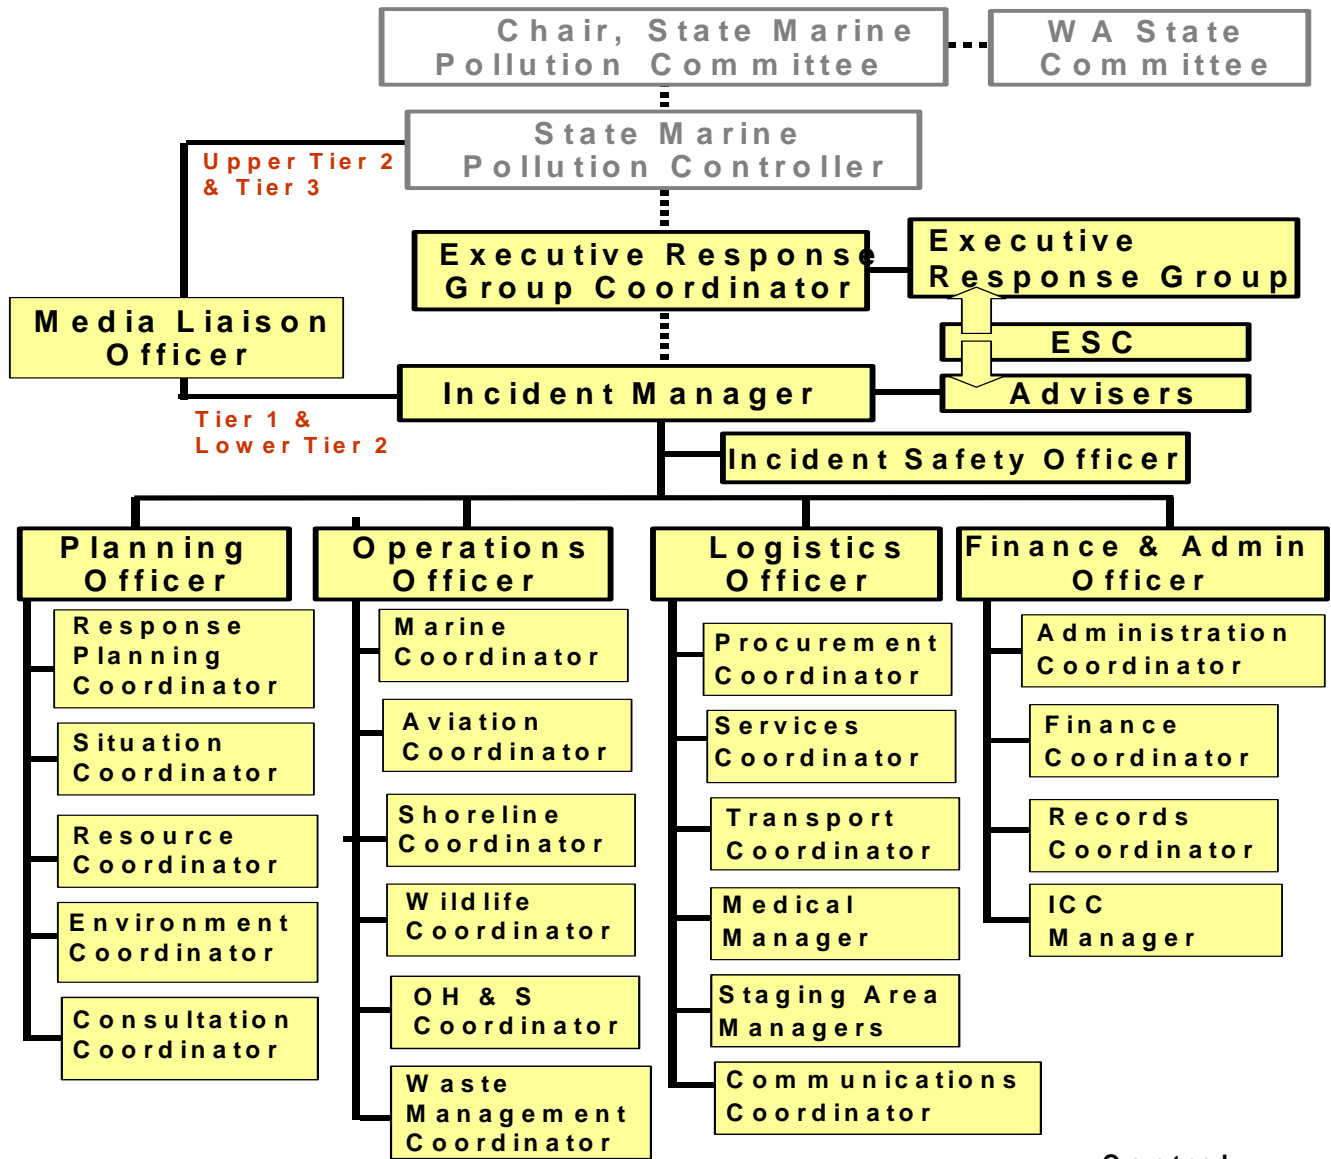 Chair, State Marine
Pollution Committee
WA State
Committee
State Marine
Pollution Controller
Upper Tier 2
& Tier 3
Executive Response
Group Coordinator
Executive
Response Group
Media Liaison
Officer
ESC
Incident Manager
Advisers
Tier 1 &
Lower Tier 2
Incident Safety Officer
Planning
Officer
Operations
Officer
Logistics
Officer
Finance & Admin
Officer
Response
Planning
Coordinator
Situation
Coordinator
Resource
Coordinator
Environment
Coordinator
Consultation
Coordinator
Marine
Coordinator
Aviation
Coordinator
Shoreline
Coordinator
Wildlife
Coordinator
OH & S
Coordinator
Waste
Management
Coordinator
Procurement
Coordinator
Services
Coordinator
Transport
Coordinator
Medical
Manager
Staging Area
Managers
Communications
Coordinator
Administration
Coordinator
Finance
Coordinator
Records
Coordinator
ICC
Manager